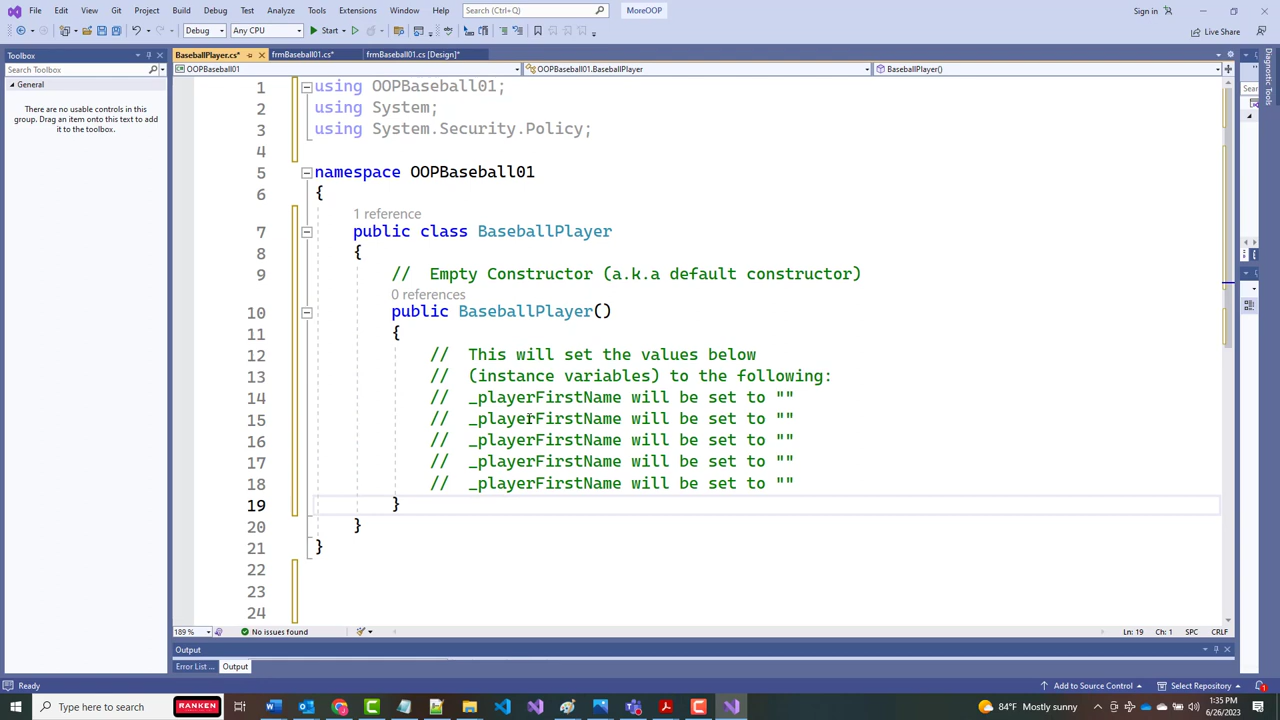 File Edit View Git Project Build Debug Test Analyze Tools Extensions Window Help Search (Ctrl+Q) MoreOOP Sign in
Debug Any CPU Start Live Share
Toolbox
Search Toolbox
General
There are no usable controls in this
group. Drag an item onto this text to add
it to the toolbox.
BaseballPlayer.cs* frmBaseball01.cs* frmBaseball01.cs [Design]*
OOPBaseball01 OOPBaseball01.BaseballPlayer BaseballPlayer()
1 using OOPBaseball01;
2 using System;
3 using System.Security.Policy;
4
5 namespace OOPBaseball01
6 {
1 reference
7 public class BaseballPlayer
8 {
9 // Empty Constructor (a.k.a default constructor)
0 references
10 public BaseballPlayer()
11 {
12 // This will set the values below
13 // (instance variables) to the following:
14 // _playerFirstName will be set to ""
15 // _playerFirstName will be set to ""
16 // _playerFirstName will be set to ""
17 // _playerFirstName will be set to ""
18 // _playerFirstName will be set to ""
19 }
20 }
21 }
22
23
24
189 % No issues found Ln: 19 Ch: 1 SPC CRLF
Output
Error List ... Output
Ready Add to Source Control Select Repository 1
Type here to search RANKEN 84°F Mostly sunny 1:35 PM
6/26/2023
Diagnostic Tools
Sear